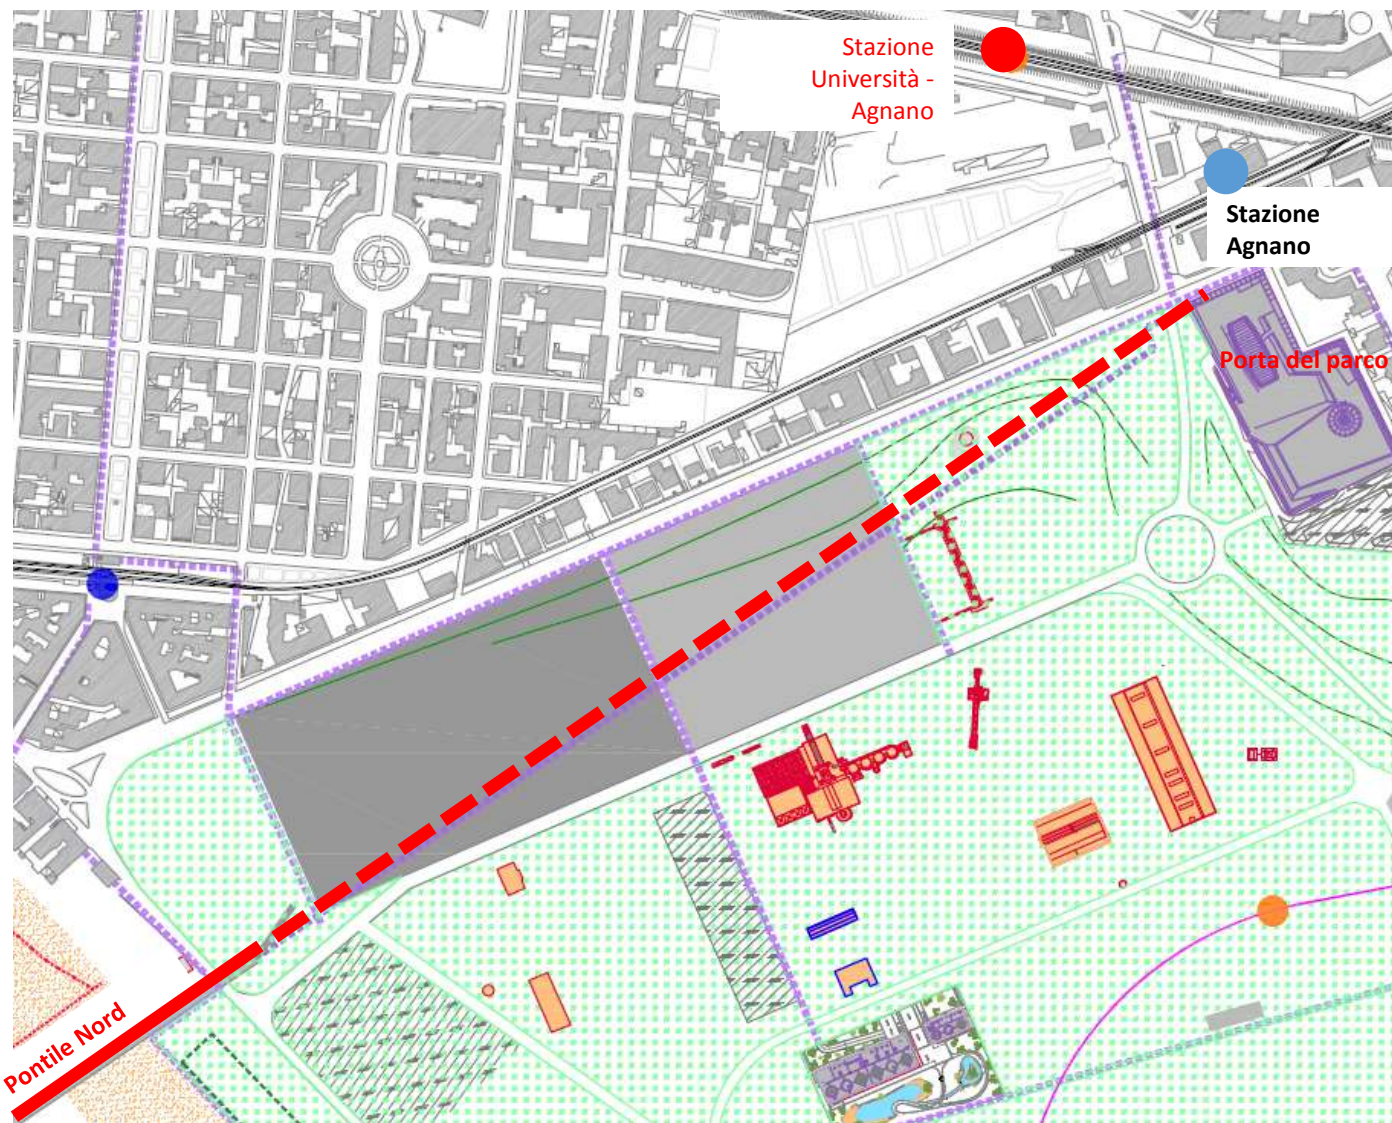 Stazione
Università -
Agnano
Stazione
Agnano
Porta del parco
Pontile Nord